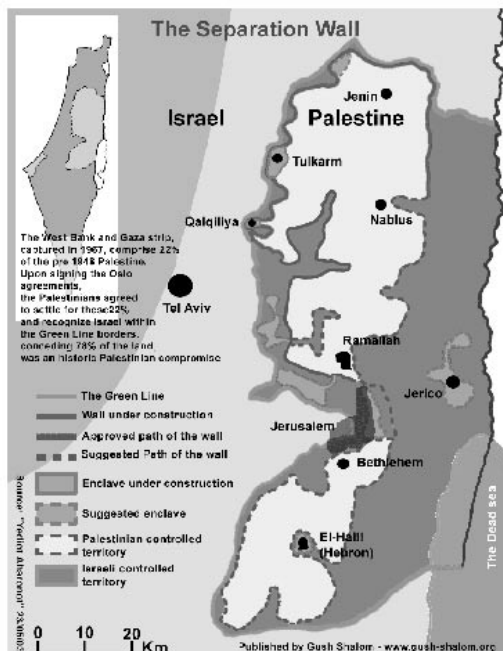 The Separation Wall
Israel
Palestine
Jenin
Tulkarm
Nablus
Qalqiliya
The West Bank and Gaza strip,
captured in 1967, comprise 22%
of the pre 1948 Palestine.
Upon signing the Oslo
agreements,
the Palestinians agreed
to settle for these22%
and recognize Israel within
the Green Line borders.
conceding 78% of the land,
was an historic Palestinian compromise
Tel Aviv
Ramallah
Jerico
Jerusalem
Bethlehem
El-Halil
(Hebron)
The Dead sea
The Green Line
Wall under construction
Approved path of the wall
Suggested Path of the wall
Enclave under construction
Suggested enclave
Palestinian controlled
territory
Israeli controlled
territory
0 10 20
Km
Published by Gush Shalom - www.gush-shalom.org